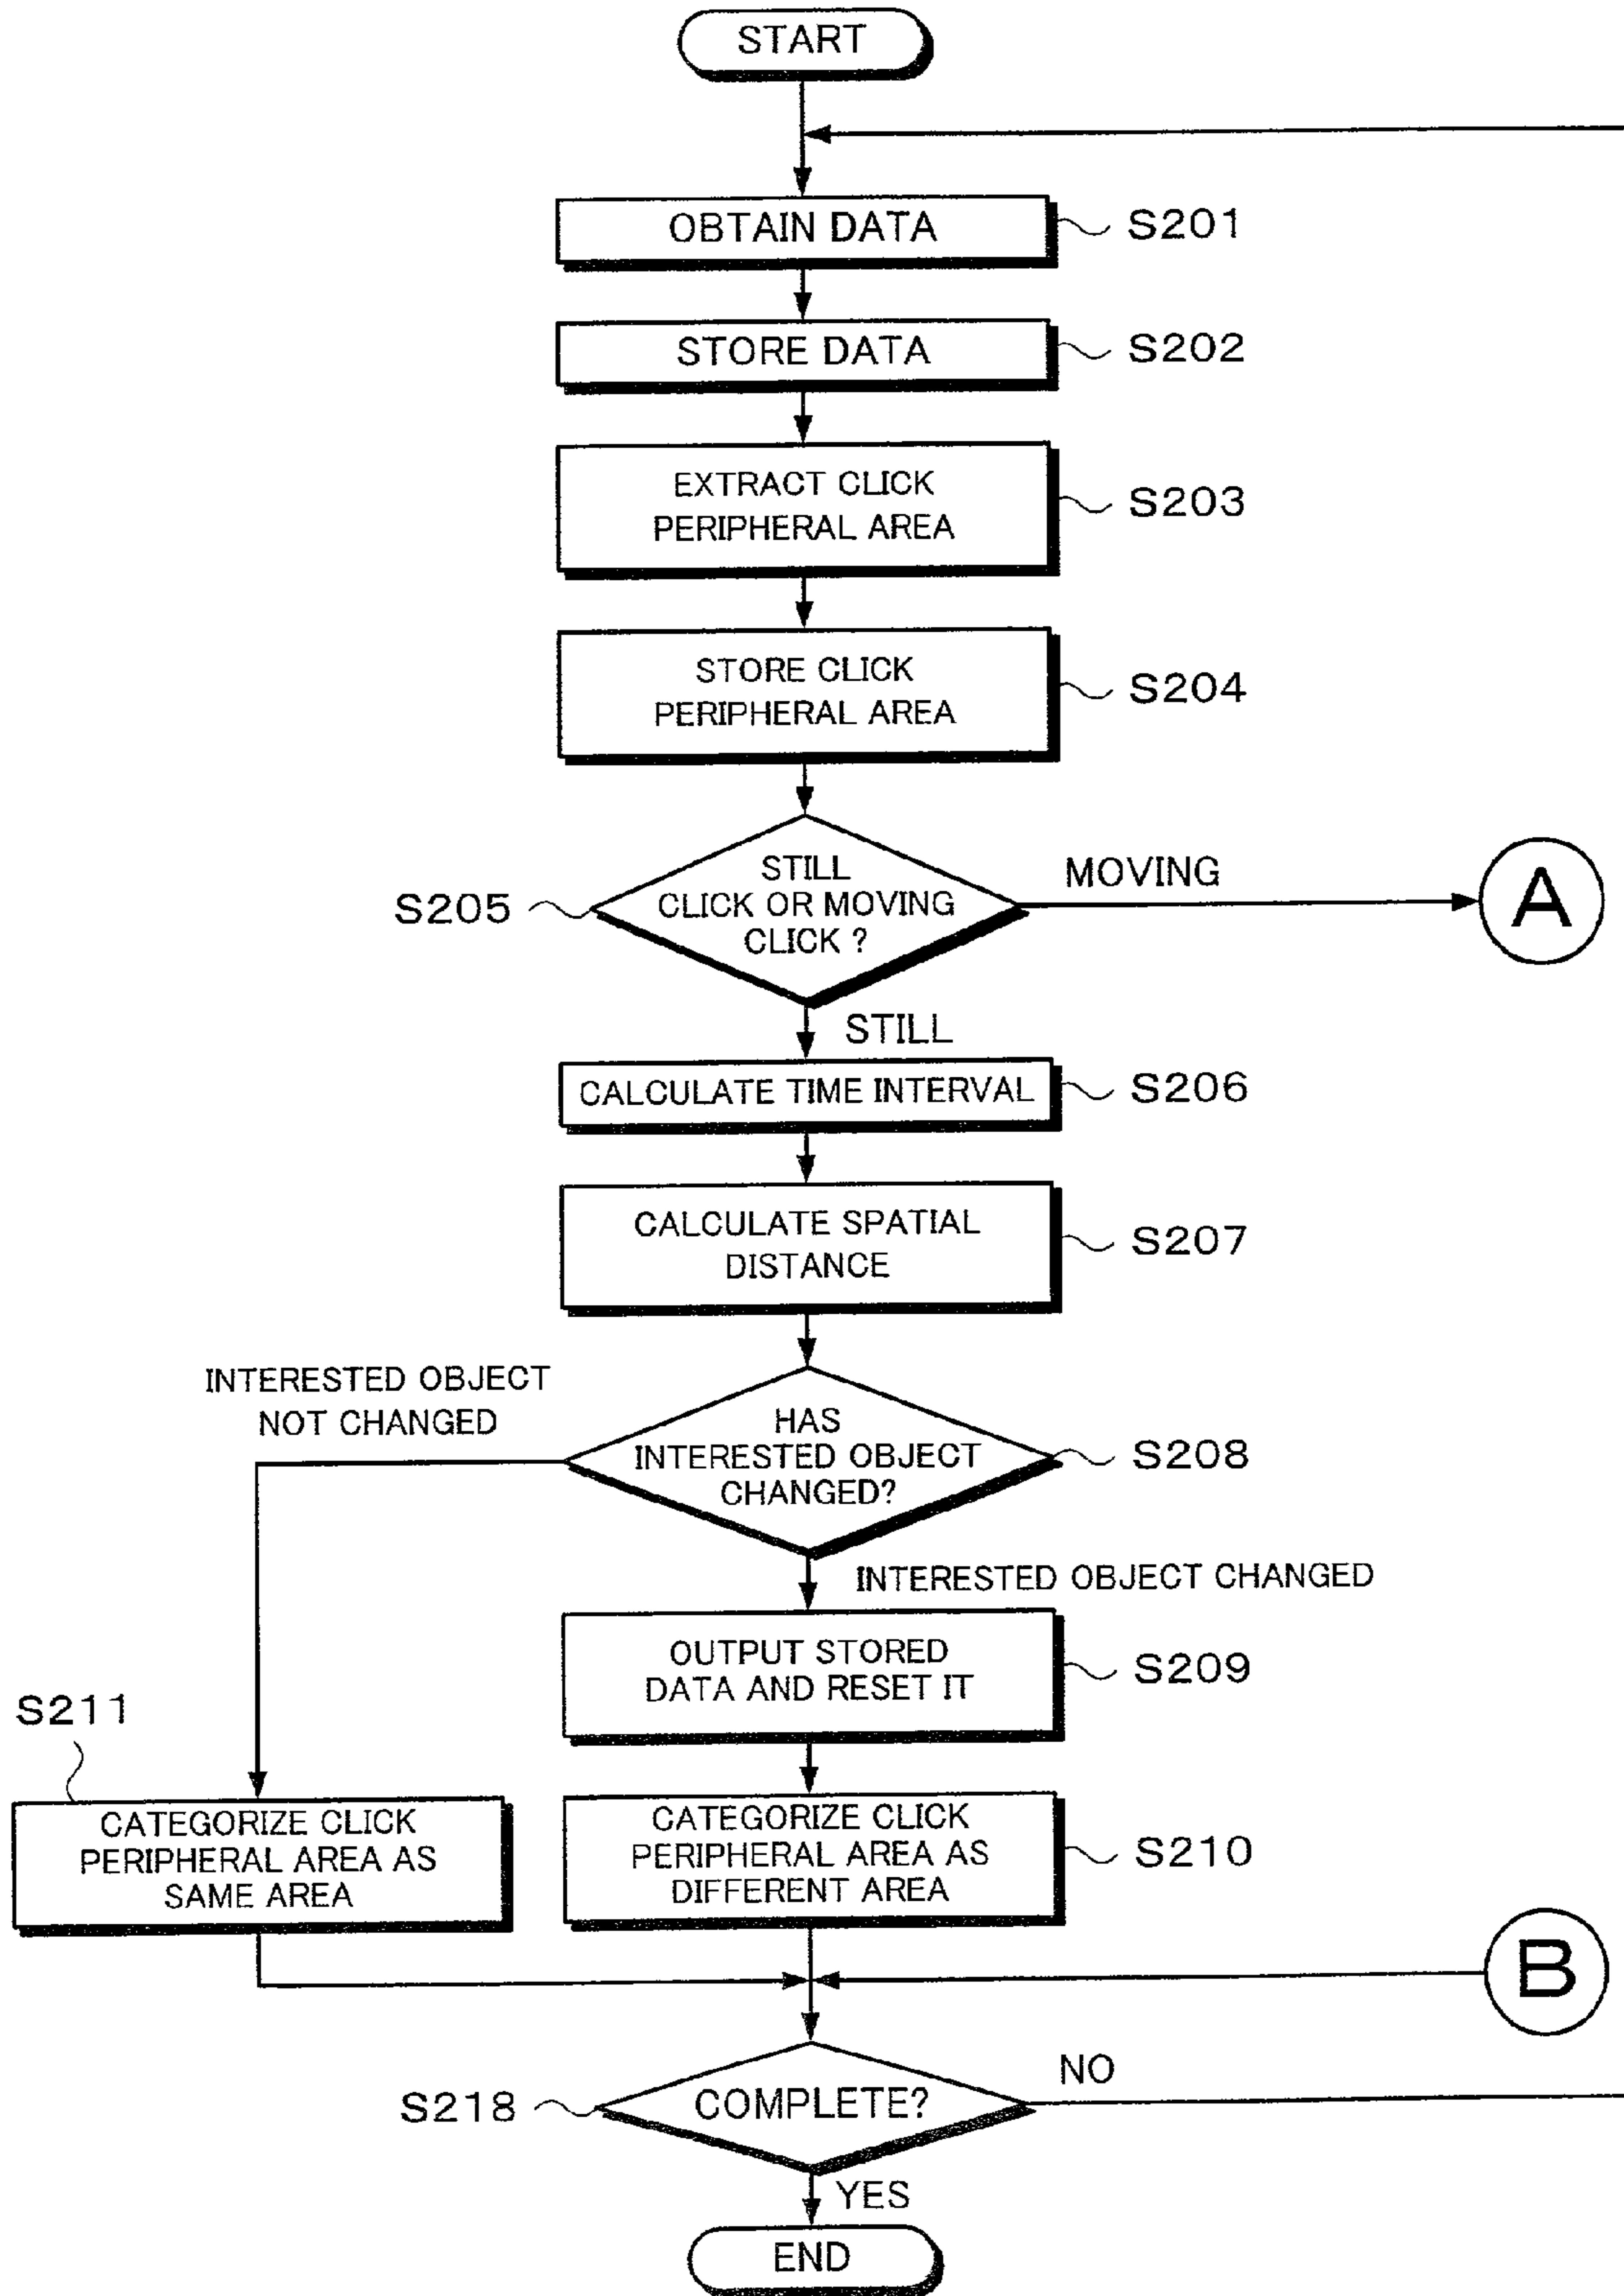 START
OBTAIN DATA
S201
STORE DATA
S202
EXTRACT CLICK
PERIPHERAL AREA
S203
STORE CLICK
PERIPHERAL AREA
S204
STILL
CLICK OR MOVING
CLICK ?
S205
MOVING
A
STILL
CALCULATE TIME INTERVAL
S206
CALCULATE SPATIAL
DISTANCE
S207
INTERESTED OBJECT
NOT CHANGED
HAS
INTERESTED OBJECT
CHANGED?
S208
INTERESTED OBJECT CHANGED
OUTPUT STORED
DATA AND RESET IT
S209
S211
CATEGORIZE CLICK
PERIPHERAL AREA AS
SAME AREA
CATEGORIZE CLICK
PERIPHERAL AREA AS
DIFFERENT AREA
S210
B
COMPLETE?
S218
NO
YES
END